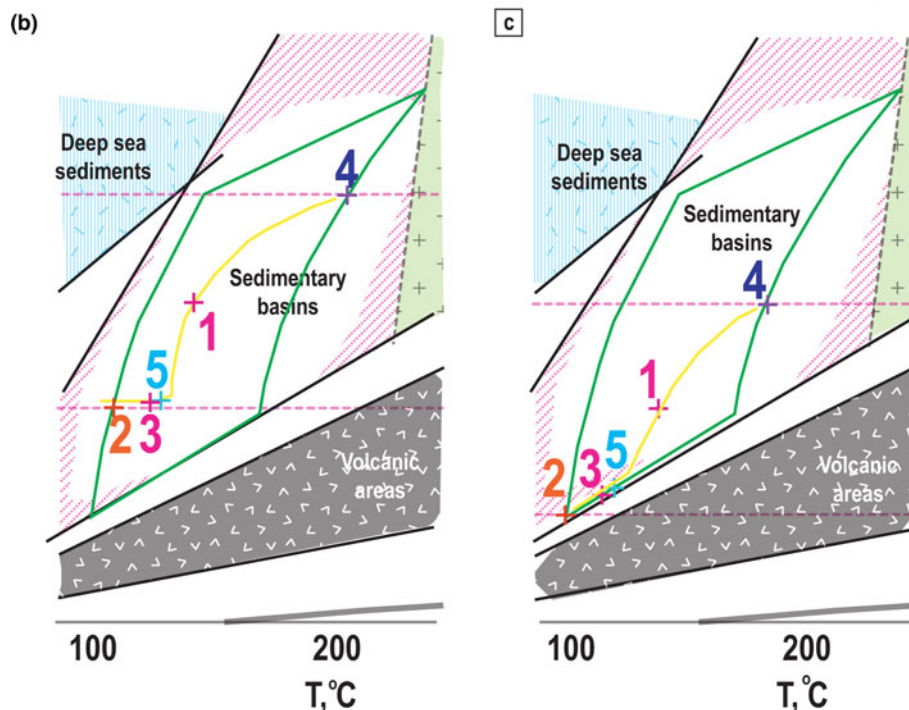 (b)
Deep sea
sediments
4
Sedimentary
basins
1
5
2
3
Volcanic
areas
100
200
T, °C
c
Deep sea
sediments
Sedimentary
basins
4
1
5
3
2
Volcanic
areas
100
200
T, °C